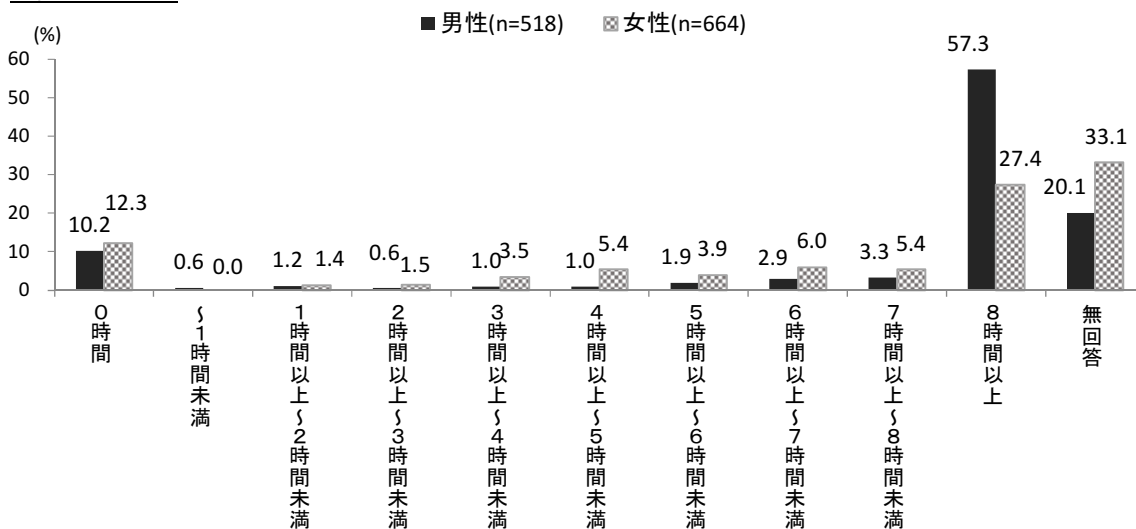 男性(n=518) 女性(n=664)
(%)
60
50
40
30
20
10
0
10.2 12.3
0.6 0.0
1.2 1.4
0.6 1.5
1.0 3.5
1.0 5.4
1.9 3.9
2.9 6.0
3.3 5.4
57.3 27.4
20.1 33.1
０時間
～１時間未満
１時間以上～２時間未満
２時間以上～３時間未満
３時間以上～４時間未満
４時間以上～５時間未満
５時間以上～６時間未満
６時間以上～７時間未満
７時間以上～８時間未満
８時間以上
無回答